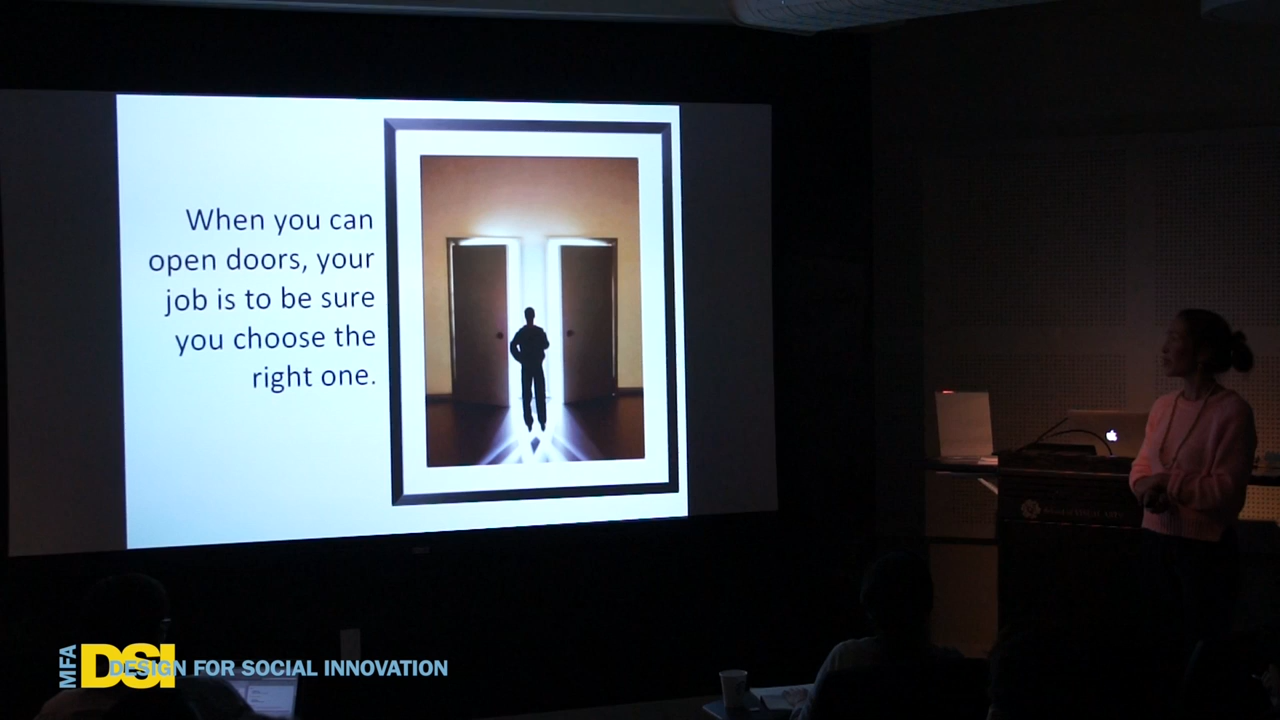 When you can
open doors, your
job is to be sure
you choose the
right one.
MFA
DSI
DESIGN FOR SOCIAL INNOVATION